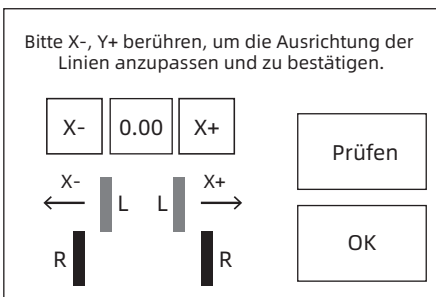 Bitte X-, Y+ berühren, um die Ausrichtung der
Linien anzupassen und zu bestätigen.
X- 0.00 X+
Prüfen
X- X+
L L
OK
R R